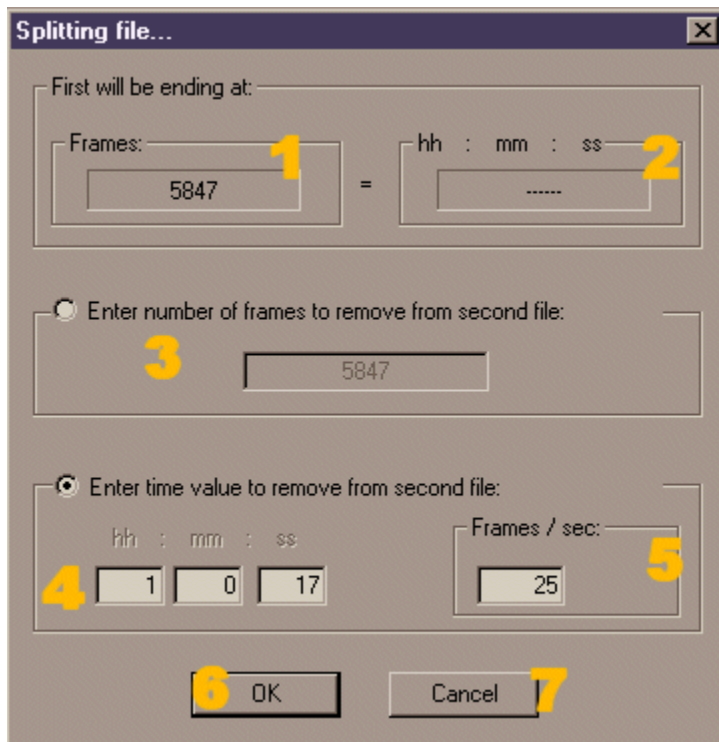 Splitting file...
First will be ending at:
Frames: 1 hh : mm : ss 2
5847 = ------
Enter number of frames to remove from second file:
3 5847
Enter time value to remove from second file:
hh : mm : ss Frames / sec:
4 1 0 17 25 5
6 OK Cancel 7